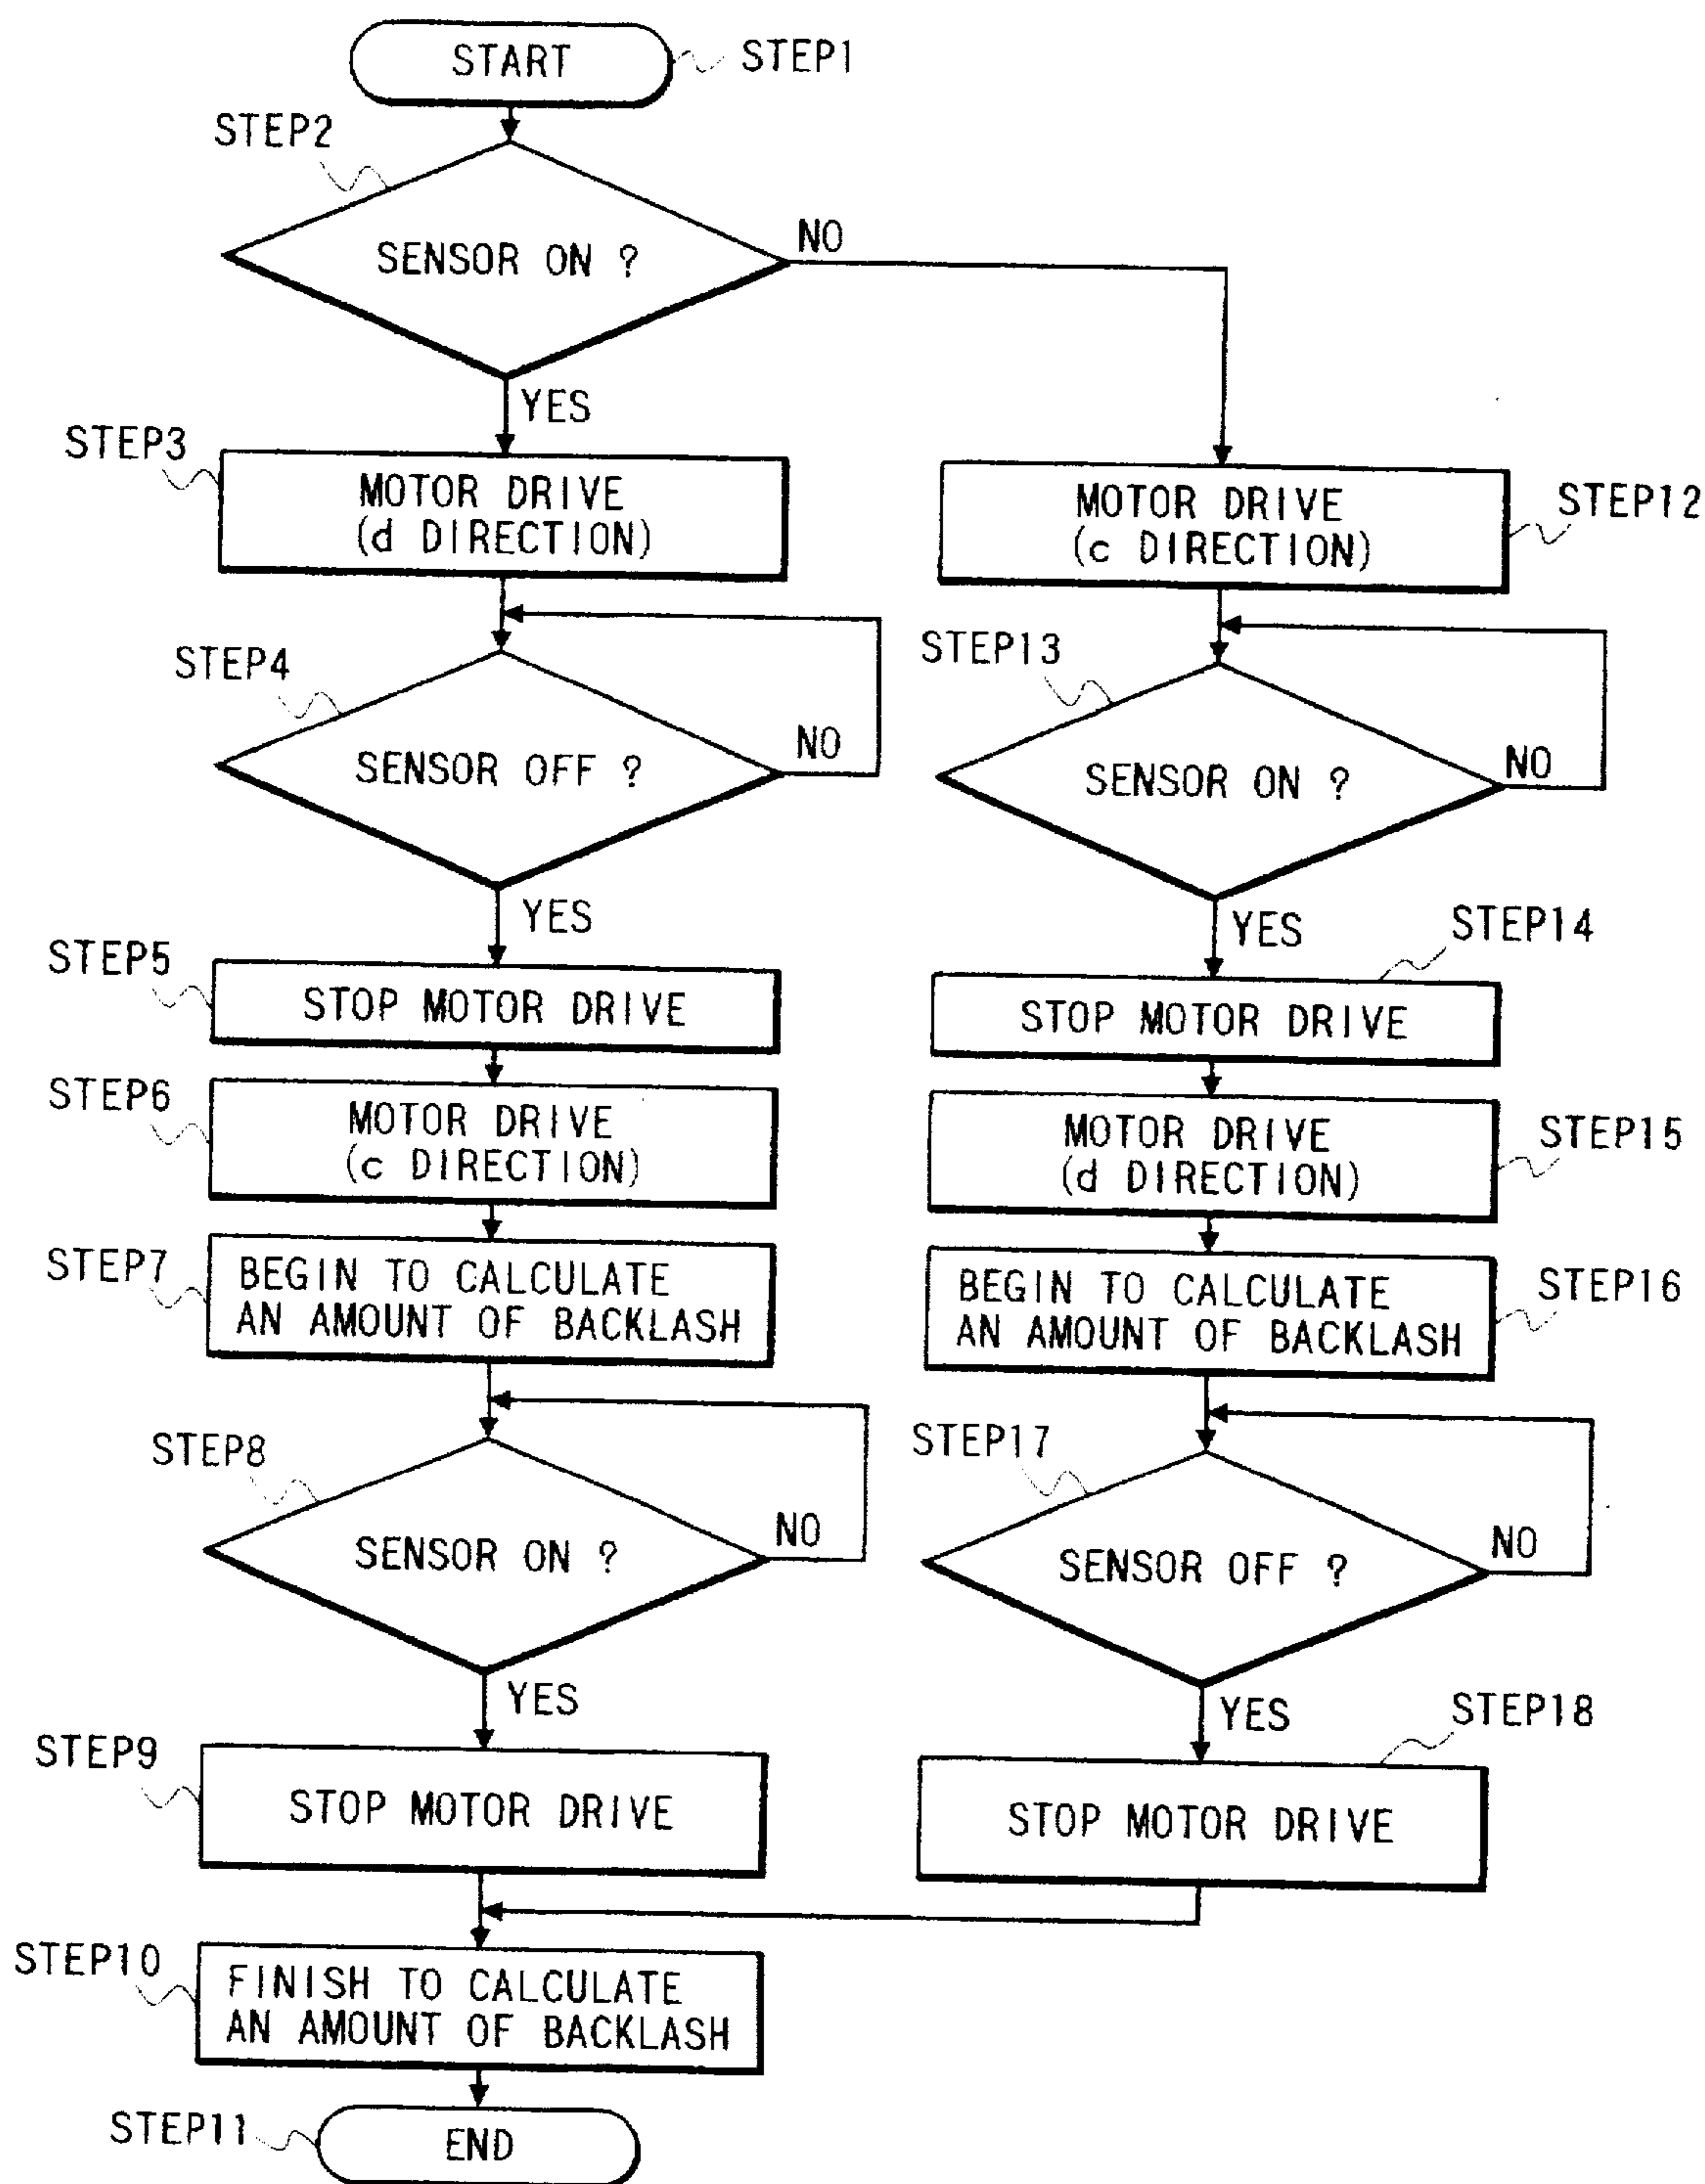 START
STEP1
STEP2
SENSOR ON ?
NO
YES
STEP3
MOTOR DRIVE
(d DIRECTION)
STEP4
SENSOR OFF ?
NO
YES
STEP5
STOP MOTOR DRIVE
STEP6
MOTOR DRIVE
(c DIRECTION)
STEP7
BEGIN TO CALCULATE
AN AMOUNT OF BACKLASH
STEP8
SENSOR ON ?
NO
YES
STEP9
STOP MOTOR DRIVE
STEP10
FINISH TO CALCULATE
AN AMOUNT OF BACKLASH
STEP11
END
MOTOR DRIVE
(c DIRECTION)
STEP12
STEP13
SENSOR ON ?
NO
YES
STEP14
STOP MOTOR DRIVE
MOTOR DRIVE
(d DIRECTION)
STEP15
BEGIN TO CALCULATE
AN AMOUNT OF BACKLASH
STEP16
STEP17
SENSOR OFF ?
NO
YES
STEP18
STOP MOTOR DRIVE